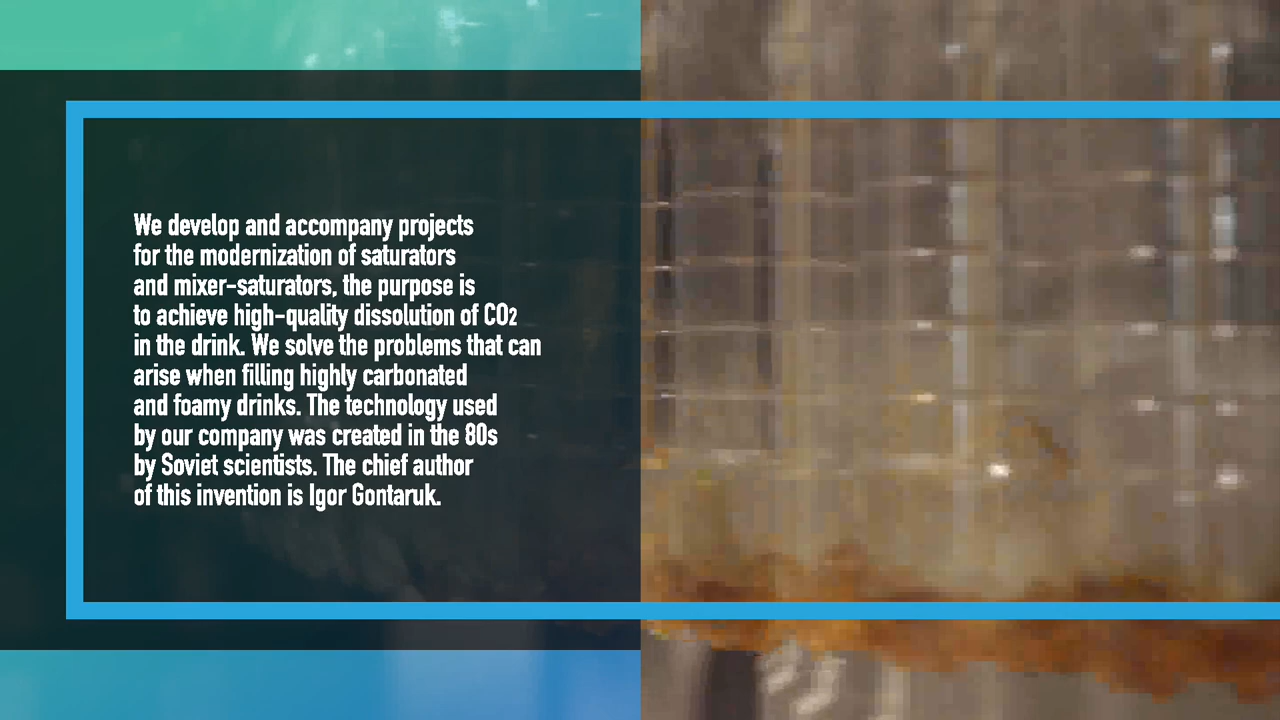 We develop and accompany projects
for the modernization of saturators
and mixer-saturators, the purpose is
to achieve high-quality dissolution of CO2
in the drink. We solve the problems that can
arise when filling highly carbonated
and foamy drinks. The technology used
by our company was created in the 80s
by Soviet scientists. The chief author
of this invention is Igor Gontaruk.